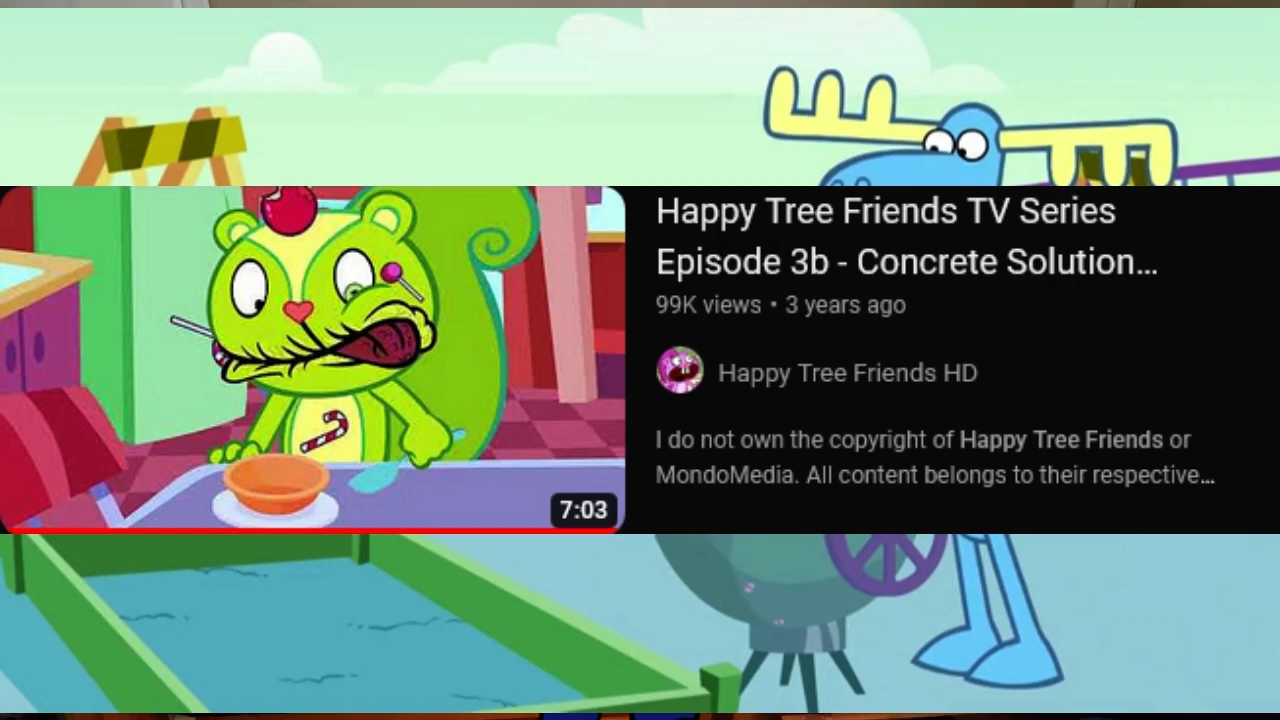 Happy Tree Friends TV Series
Episode 3b - Concrete Solution...
99K views • 3 years ago
Happy Tree Friends HD
I do not own the copyright of Happy Tree Friends or
MondoMedia. All content belongs to their respective...
7:03